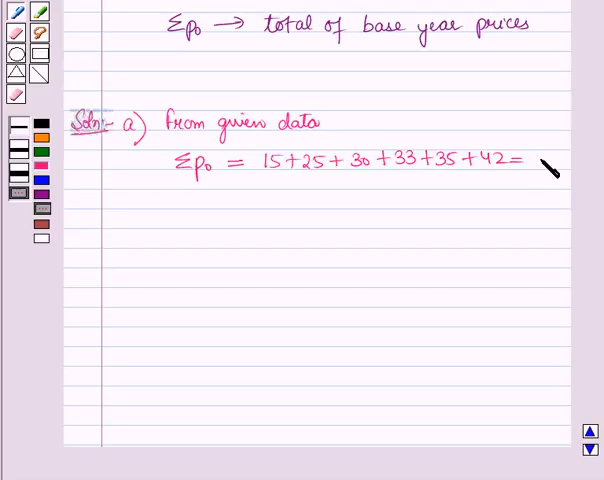 Σp₀ → total of base year prices
Soln:- a) From given data
Σp₀ = 15+25+30+33+35+42=